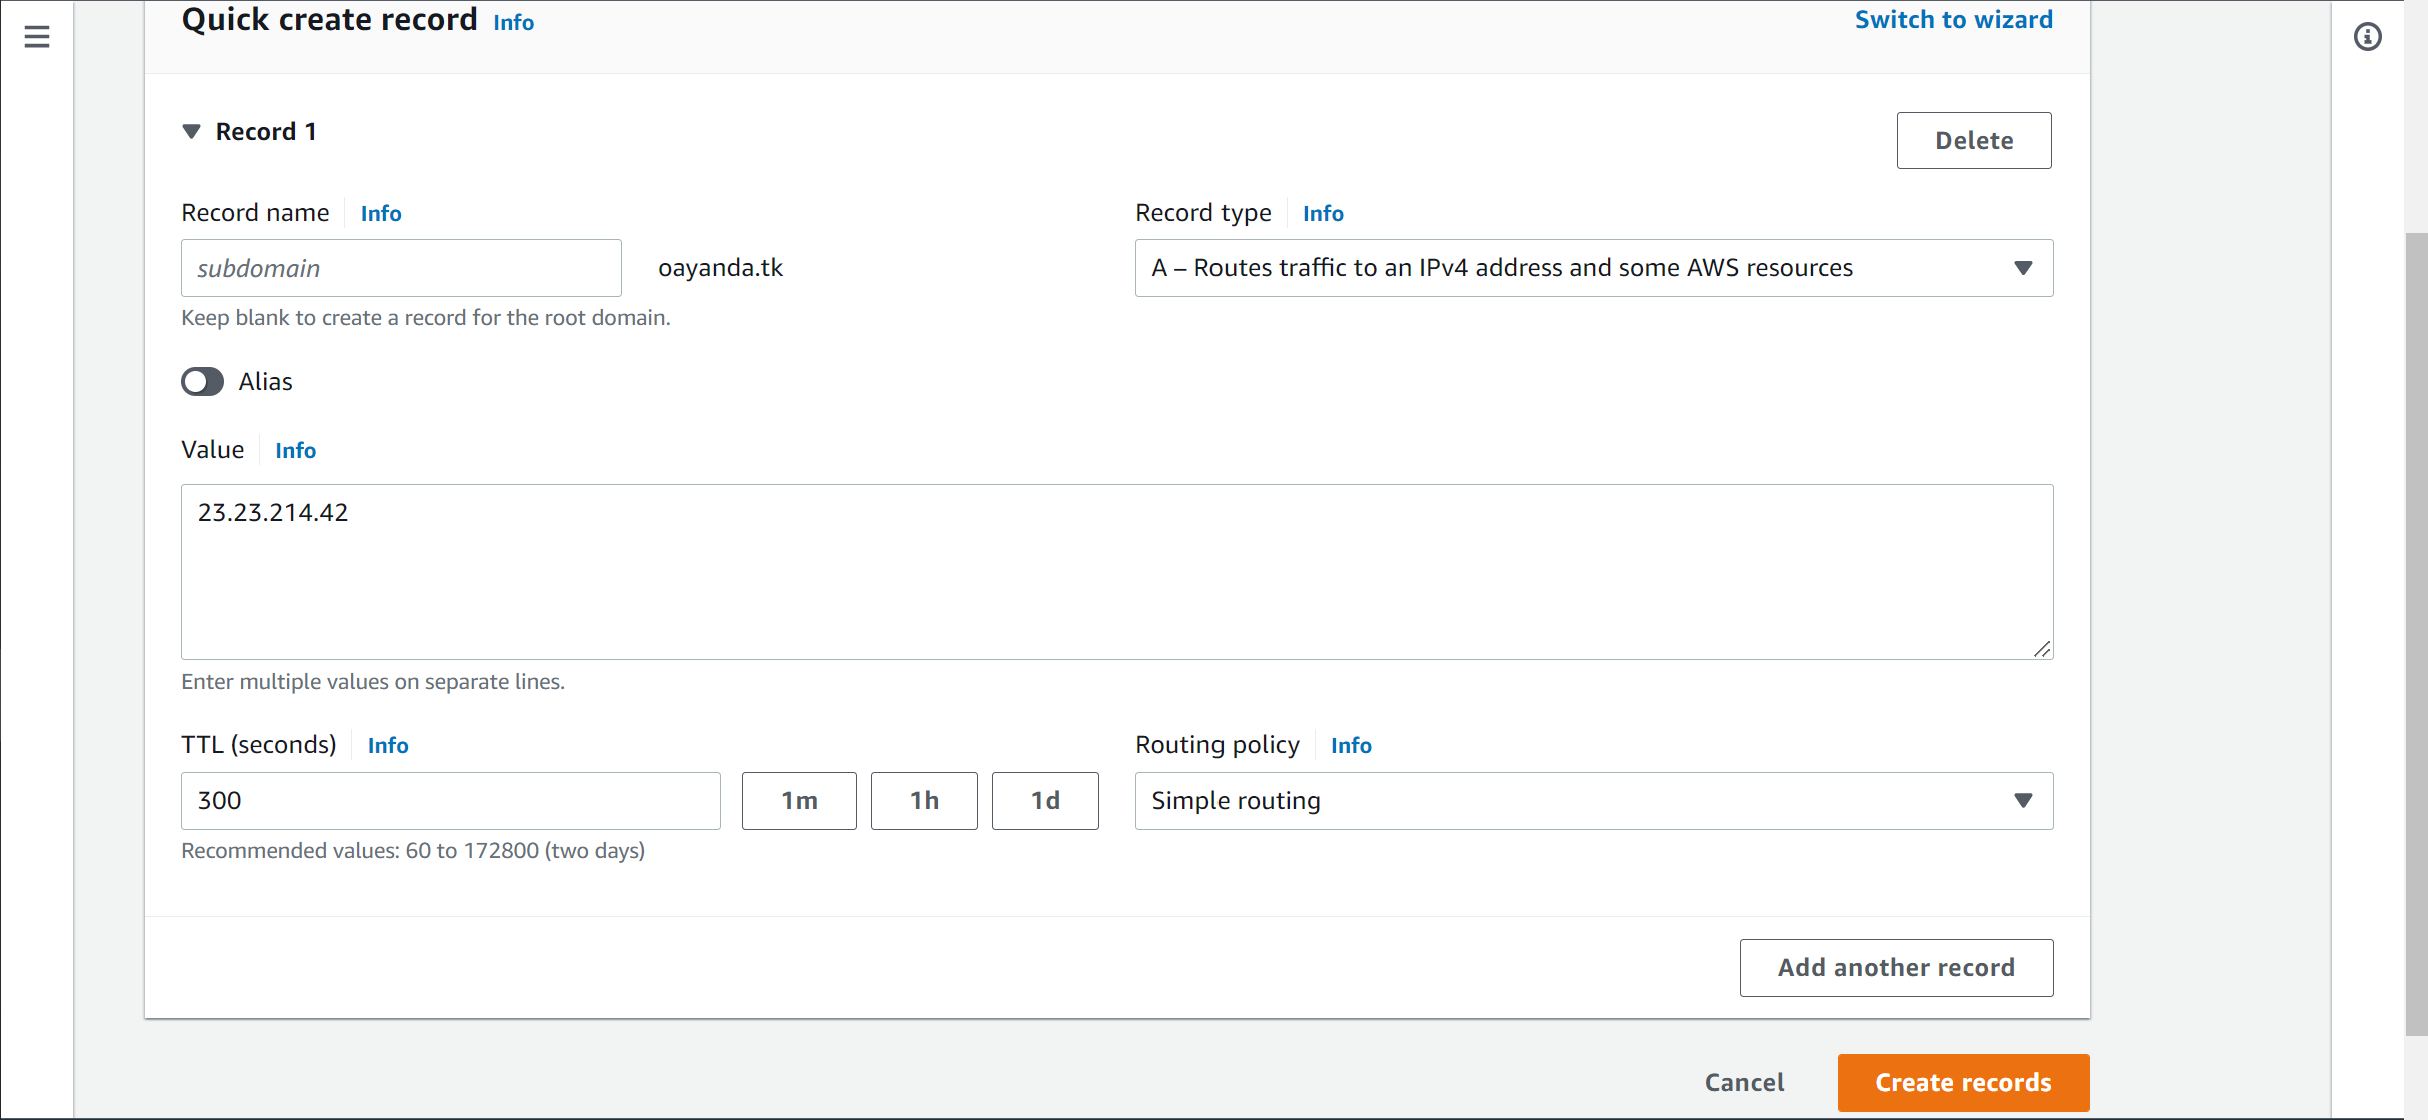 Quick create record Info Switch to wizard
Record 1
Delete
Record name Info
Record type Info
subdomain oayanda.tk
A – Routes traffic to an IPv4 address and some AWS resources
Keep blank to create a record for the root domain.
Alias
Value Info
23.23.214.42
Enter multiple values on separate lines.
TTL (seconds) Info
Routing policy Info
300 1m 1h 1d
Simple routing
Recommended values: 60 to 172800 (two days)
Add another record
Cancel Create records